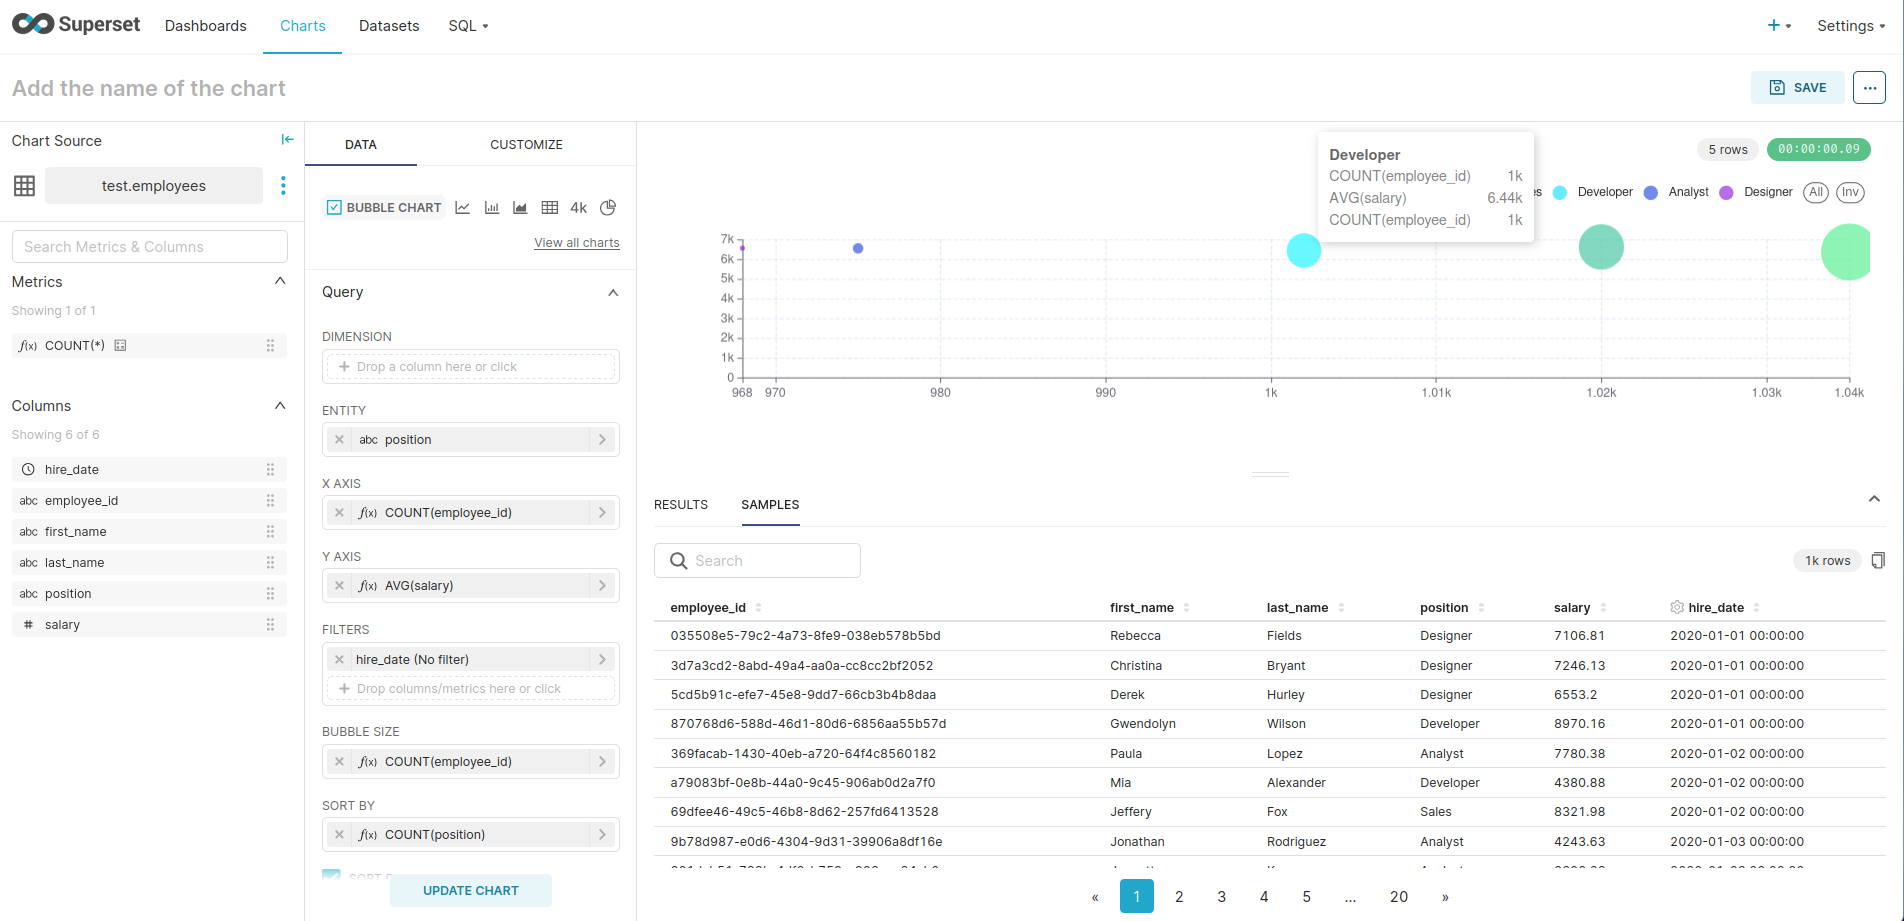 Superset Dashboards Charts Datasets SQL + Settings
Add the name of the chart SAVE ...
Chart Source
test.employees
Search Metrics & Columns
Metrics
Showing 1 of 1
f(x) COUNT(*)
Columns
Showing 6 of 6
hire_date
abc employee_id
abc first_name
abc last_name
abc position
# salary
DATA CUSTOMIZE
BUBBLE CHART 4k
View all charts
Query
DIMENSION
+ Drop a column here or click
ENTITY
abc position
X AXIS
f(x) COUNT(employee_id)
Y AXIS
f(x) AVG(salary)
FILTERS
hire_date (No filter)
+ Drop columns/metrics here or click
BUBBLE SIZE
f(x) COUNT(employee_id)
SORT BY
f(x) COUNT(position)
SORT
UPDATE CHART
5 rows 00:00:00.09
Developer
COUNT(employee_id) 1k
AVG(salary) 6.44k
COUNT(employee_id) 1k
es Developer Analyst Designer All Inv
7k
6k
5k
4k
3k
2k
1k
0
968 970 980 990 1k 1.01k 1.02k 1.03k 1.04k
RESULTS SAMPLES
Search 1k rows
employee_id first_name last_name position salary hire_date
035508e5-79c2-4a73-8fe9-038eb578b5bd Rebecca Fields Designer 7106.81 2020-01-01 00:00:00
3d7a3cd2-8abd-49a4-aa0a-cc8cc2bf2052 Christina Bryant Designer 7246.13 2020-01-01 00:00:00
5cd5b91c-efe7-45e8-9dd7-66cb3b4b8daa Derek Hurley Designer 6553.2 2020-01-01 00:00:00
870768d6-588d-46d1-80d6-6856aa55b57d Gwendolyn Wilson Developer 8970.16 2020-01-01 00:00:00
369facab-1430-40eb-a720-64f4c8560182 Paula Lopez Analyst 7780.38 2020-01-02 00:00:00
a79083bf-0e8b-44a0-9c45-906ab0d2a7f0 Mia Alexander Developer 4380.88 2020-01-02 00:00:00
69dfee46-49c5-46b8-8d62-257fd6413528 Jeffery Fox Sales 8321.98 2020-01-02 00:00:00
9b78d987-e0d6-4304-9d31-39906a8df16e Jonathan Rodriguez Analyst 4243.63 2020-01-03 00:00:00
« 1 2 3 4 5 ... 20 »